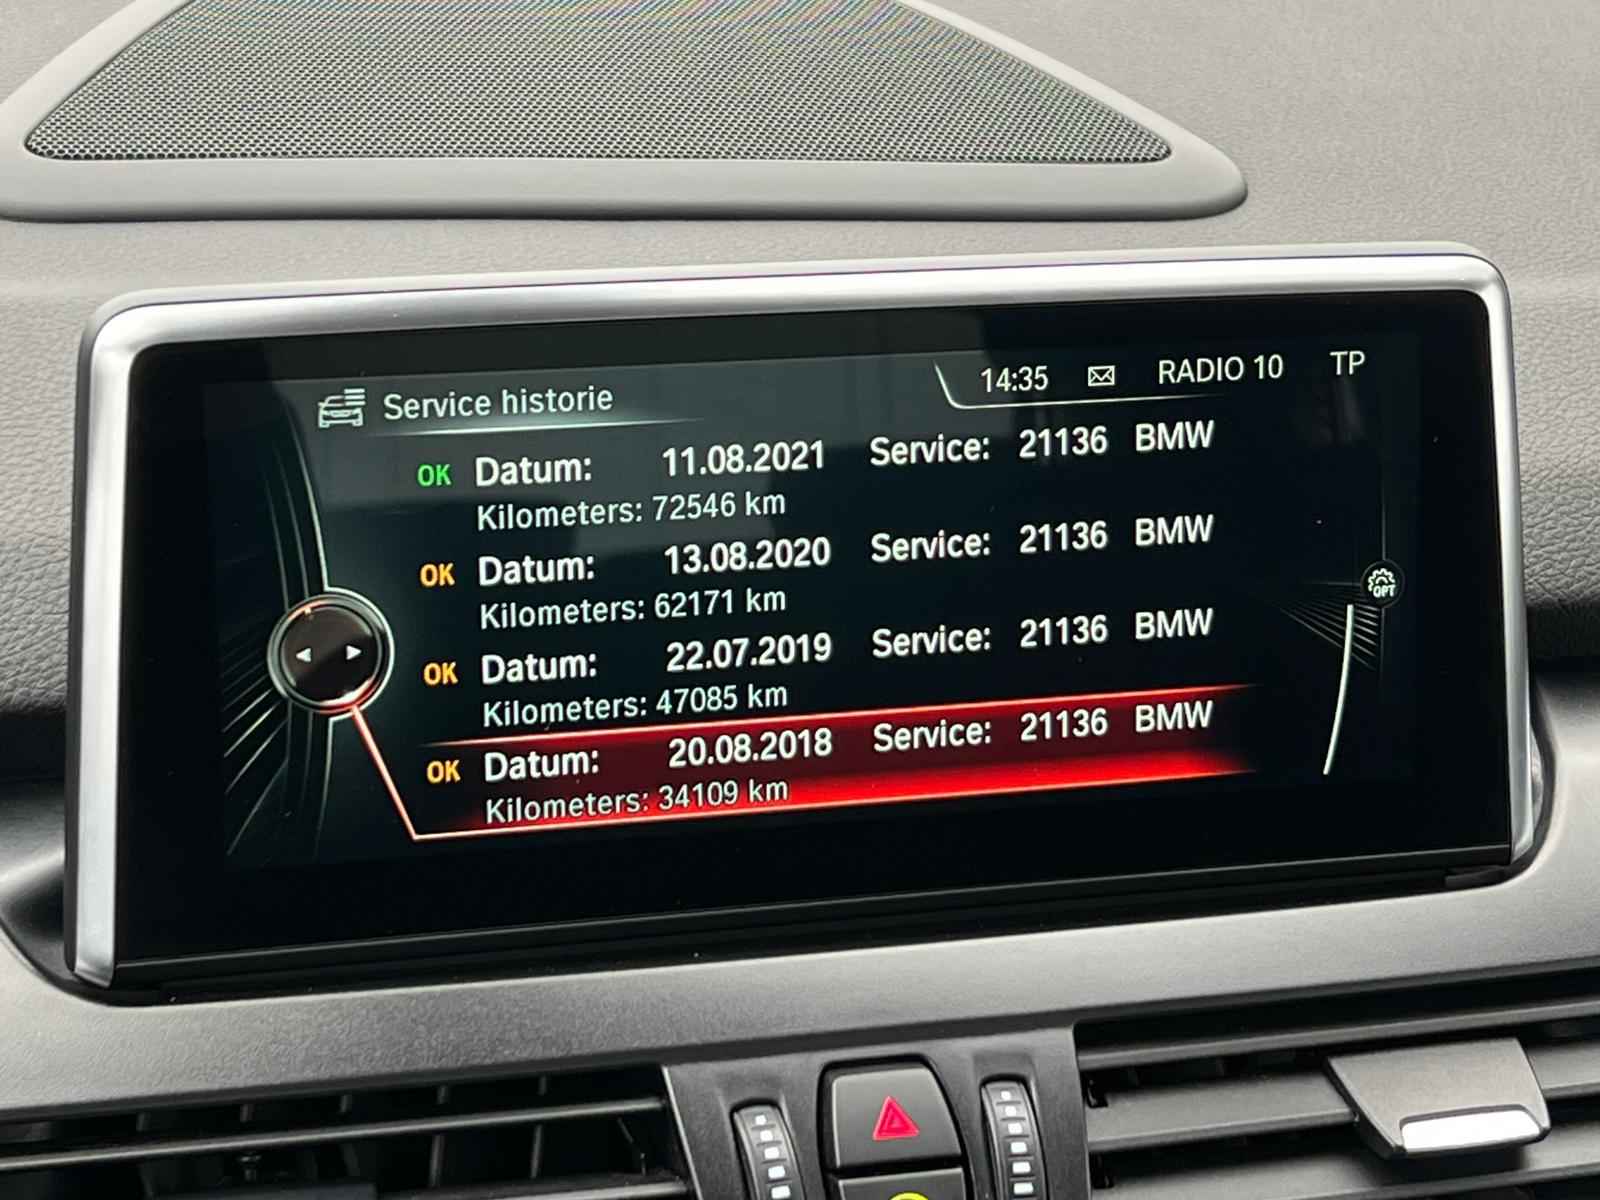 Service historie
14:35 RADIO 10 TP
OK Datum: 11.08.2021 Service: 21136 BMW
Kilometers: 72546 km
OK Datum: 13.08.2020 Service: 21136 BMW
Kilometers: 62171 km
OK Datum: 22.07.2019 Service: 21136 BMW
Kilometers: 47085 km
OK Datum: 20.08.2018 Service: 21136 BMW
Kilometers: 34109 km
OPT